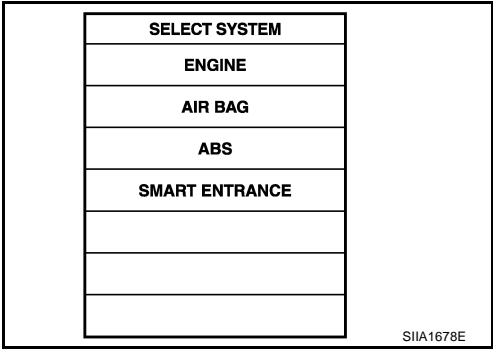 SELECT SYSTEM
ENGINE
AIR BAG
ABS
SMART ENTRANCE
SIIA1678E